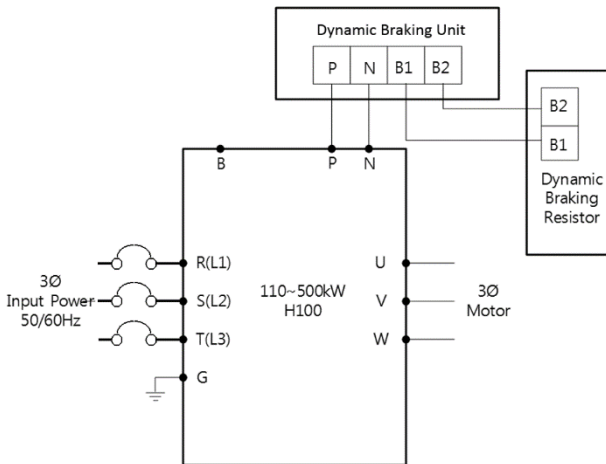 Dynamic Braking Unit
P N B1 B2
B2
B1
Dynamic
Braking
Resistor
B P N
R(L1)
S(L2)
T(L3)
G
3Ø
Input Power
50/60Hz
110~500kW
H100
U
V
W
3Ø
Motor